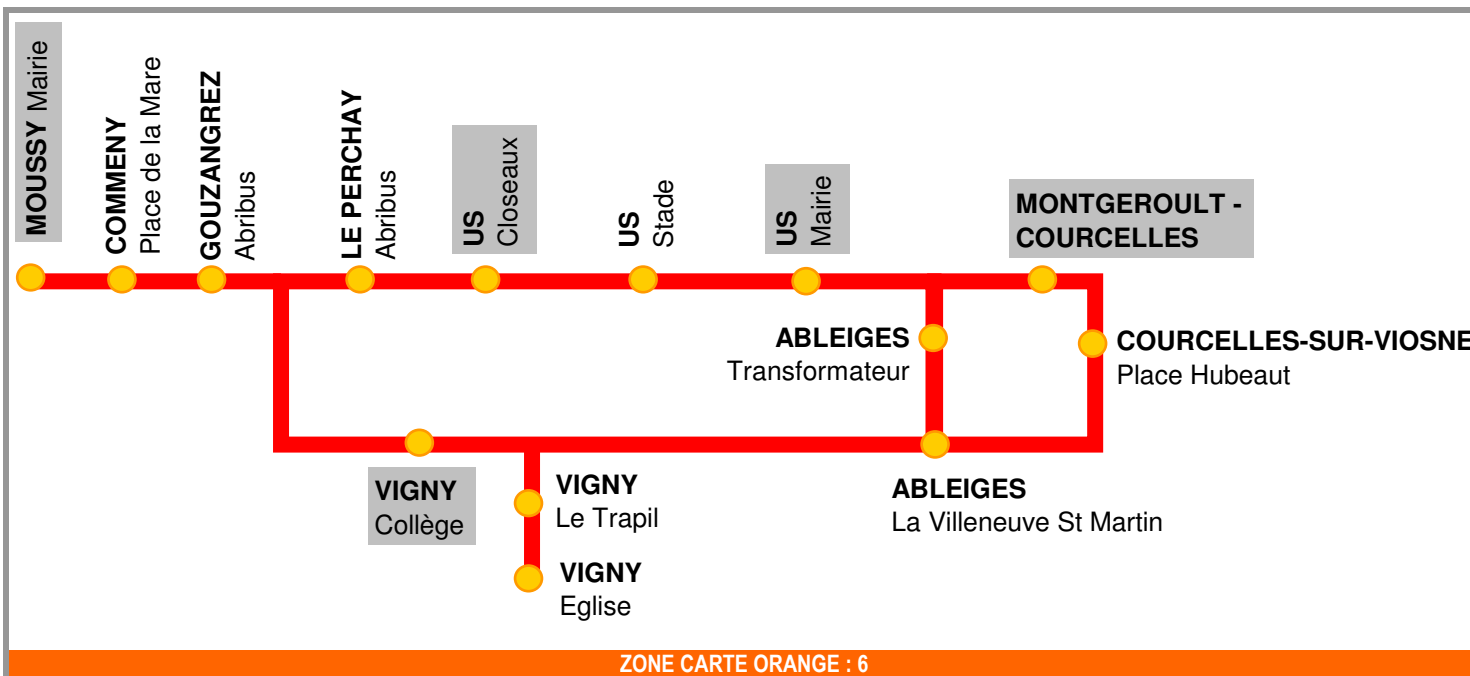 MOUSSY Mairie
COMMENY
Place de la Mare
GOUZANGREZ
Abribus
LE PERCHAY
Abribus
US
Closeaux
US
Stade
US
Mairie
MONTGEROULT -
COURCELLES
ABLEIGES
Transformateur
COURCELLES-SUR-VIOSNE
Place Hubeaut
VIGNY
Collège
VIGNY
Le Trapil
VIGNY
Eglise
ABLEIGES
La Villeneuve St Martin
ZONE CARTE ORANGE : 6